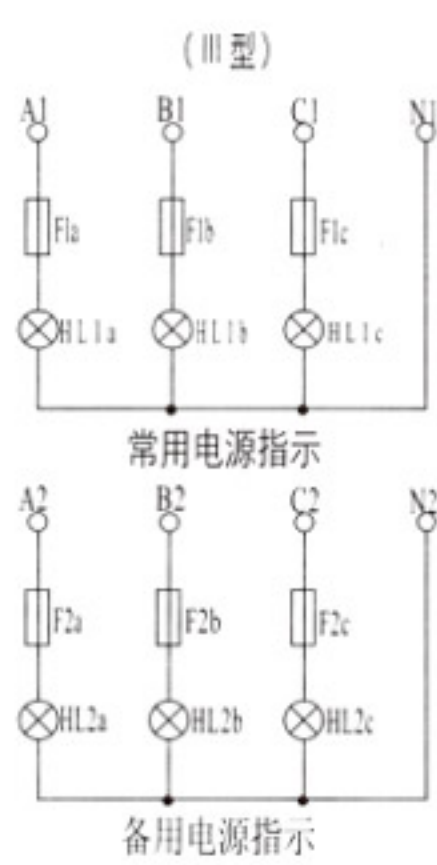 (III型)
A1 B1 C1 N1
F1a F1b F1c
HL1a HL1b HL1c
常用电源指示
A2 B2 C2 N2
F2a F2b F2c
HL2a HL2b HL2c
备用电源指示